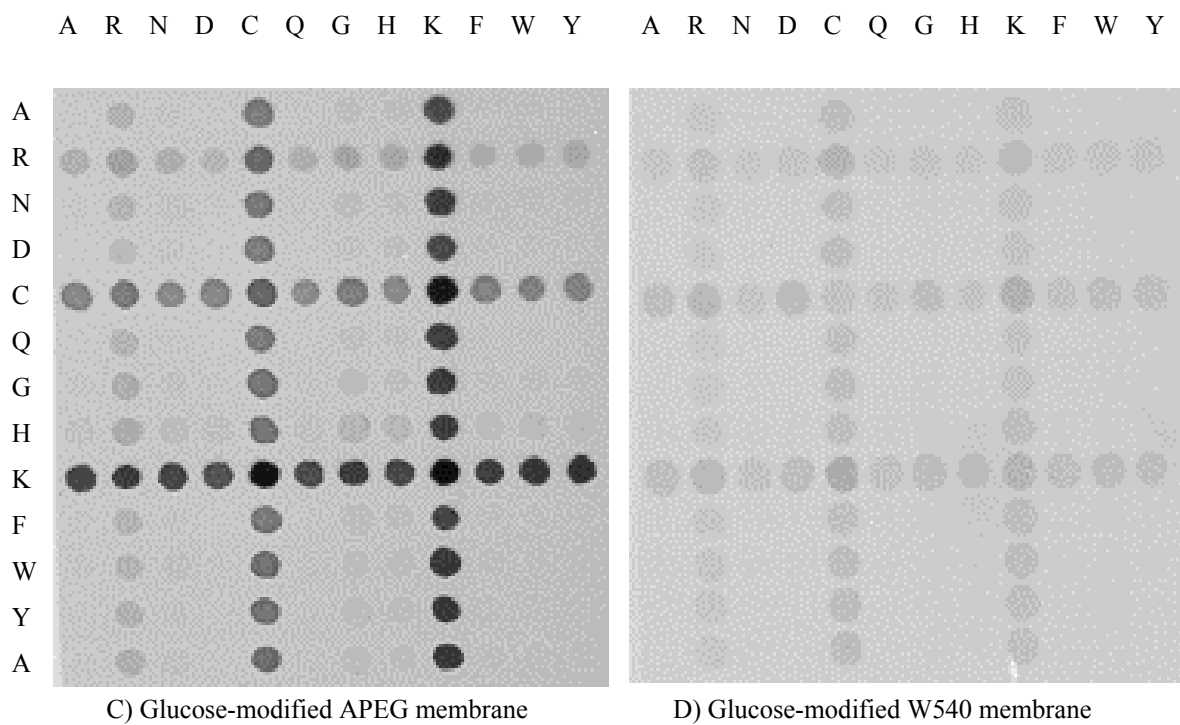 A R N D C Q G H K F W Y A R N D C Q G H K F W Y
A
R
N
D
C
Q
G
H
K
F
W
Y
A
C) Glucose-modified APEG membrane D) Glucose-modified W540 membrane